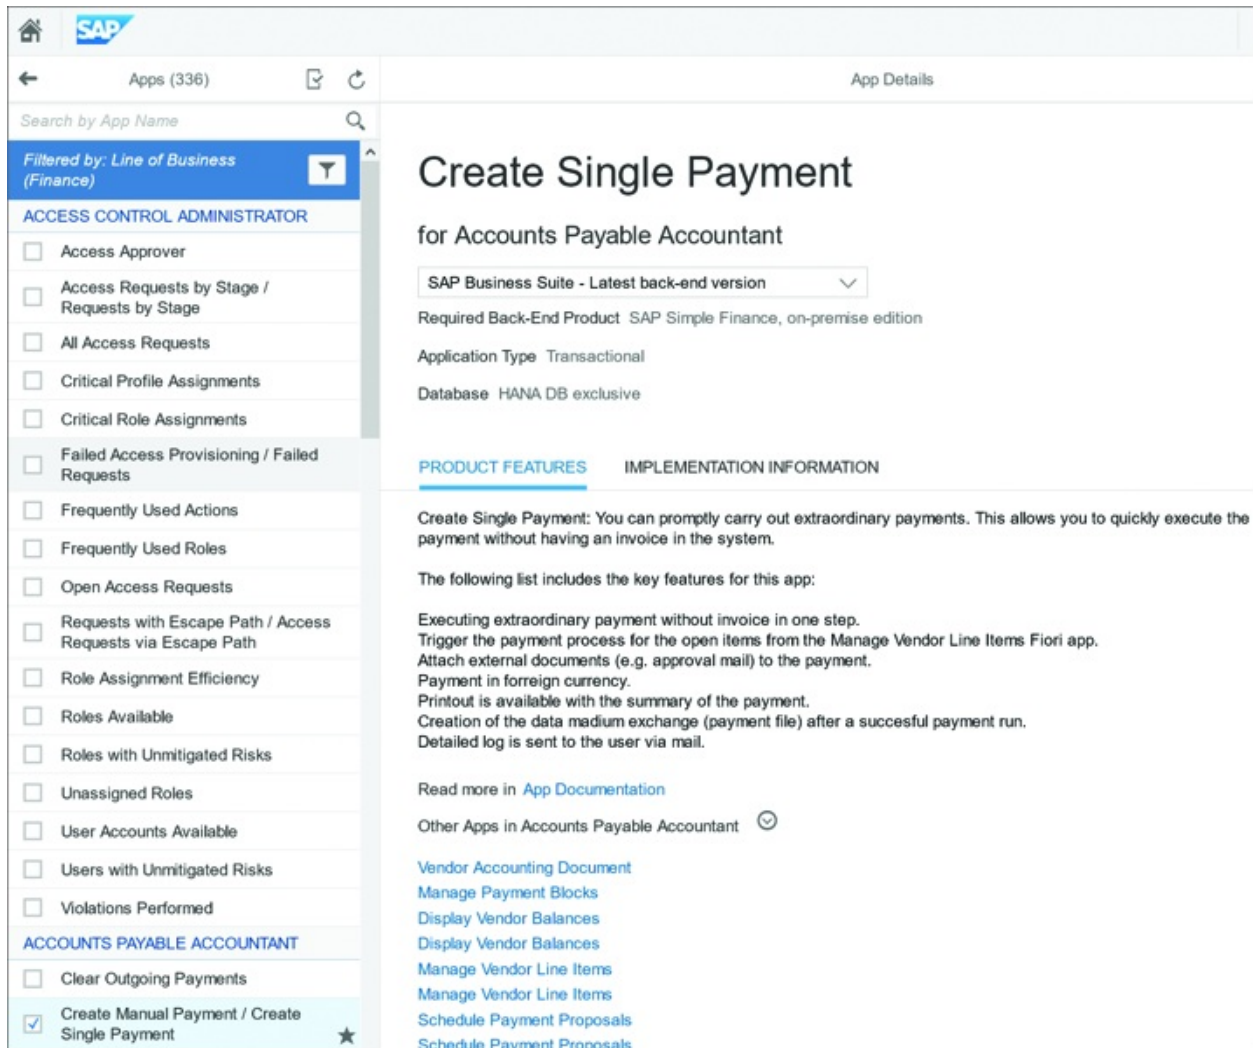 SAP
Apps (336)
App Details
Search by App Name
Filtered by: Line of Business
(Finance)
ACCESS CONTROL ADMINISTRATOR
Access Approver
Access Requests by Stage /
Requests by Stage
All Access Requests
Critical Profile Assignments
Critical Role Assignments
Failed Access Provisioning / Failed
Requests
Frequently Used Actions
Frequently Used Roles
Open Access Requests
Requests with Escape Path / Access
Requests via Escape Path
Role Assignment Efficiency
Roles Available
Roles with Unmitigated Risks
Unassigned Roles
User Accounts Available
Users with Unmitigated Risks
Violations Performed
ACCOUNTS PAYABLE ACCOUNTANT
Clear Outgoing Payments
Create Manual Payment / Create
Single Payment
Create Single Payment
for Accounts Payable Accountant
SAP Business Suite - Latest back-end version
Required Back-End Product SAP Simple Finance, on-premise edition
Application Type Transactional
Database HANA DB exclusive
PRODUCT FEATURES IMPLEMENTATION INFORMATION
Create Single Payment: You can promptly carry out extraordinary payments. This allows you to quickly execute the
payment without having an invoice in the system.
The following list includes the key features for this app:
Executing extraordinary payment without invoice in one step.
Trigger the payment process for the open items from the Manage Vendor Line Items Fiori app.
Attach external documents (e.g. approval mail) to the payment.
Payment in forreign currency.
Printout is available with the summary of the payment.
Creation of the data madium exchange (payment file) after a succesful payment run.
Detailed log is sent to the user via mail.
Read more in App Documentation
Other Apps in Accounts Payable Accountant
Vendor Accounting Document
Manage Payment Blocks
Display Vendor Balances
Display Vendor Balances
Manage Vendor Line Items
Manage Vendor Line Items
Schedule Payment Proposals
Schedule Payment Proposals